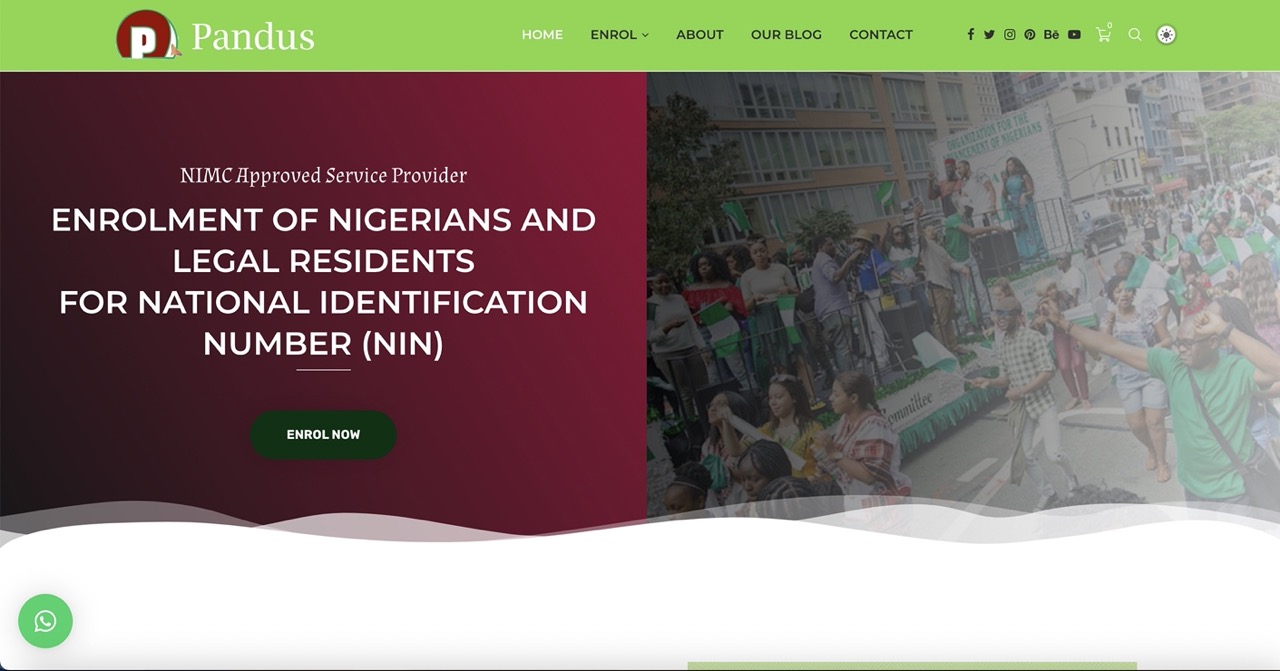 P Pandus
HOME ENROL ABOUT OUR BLOG CONTACT Bē 0
NIMC Approved Service Provider
ENROLMENT OF NIGERIANS AND
LEGAL RESIDENTS
FOR NATIONAL IDENTIFICATION
NUMBER (NIN)
ENROL NOW
ORGANIZATION FOR THE
ADVANCEMENT OF NIGERIANS
Committee